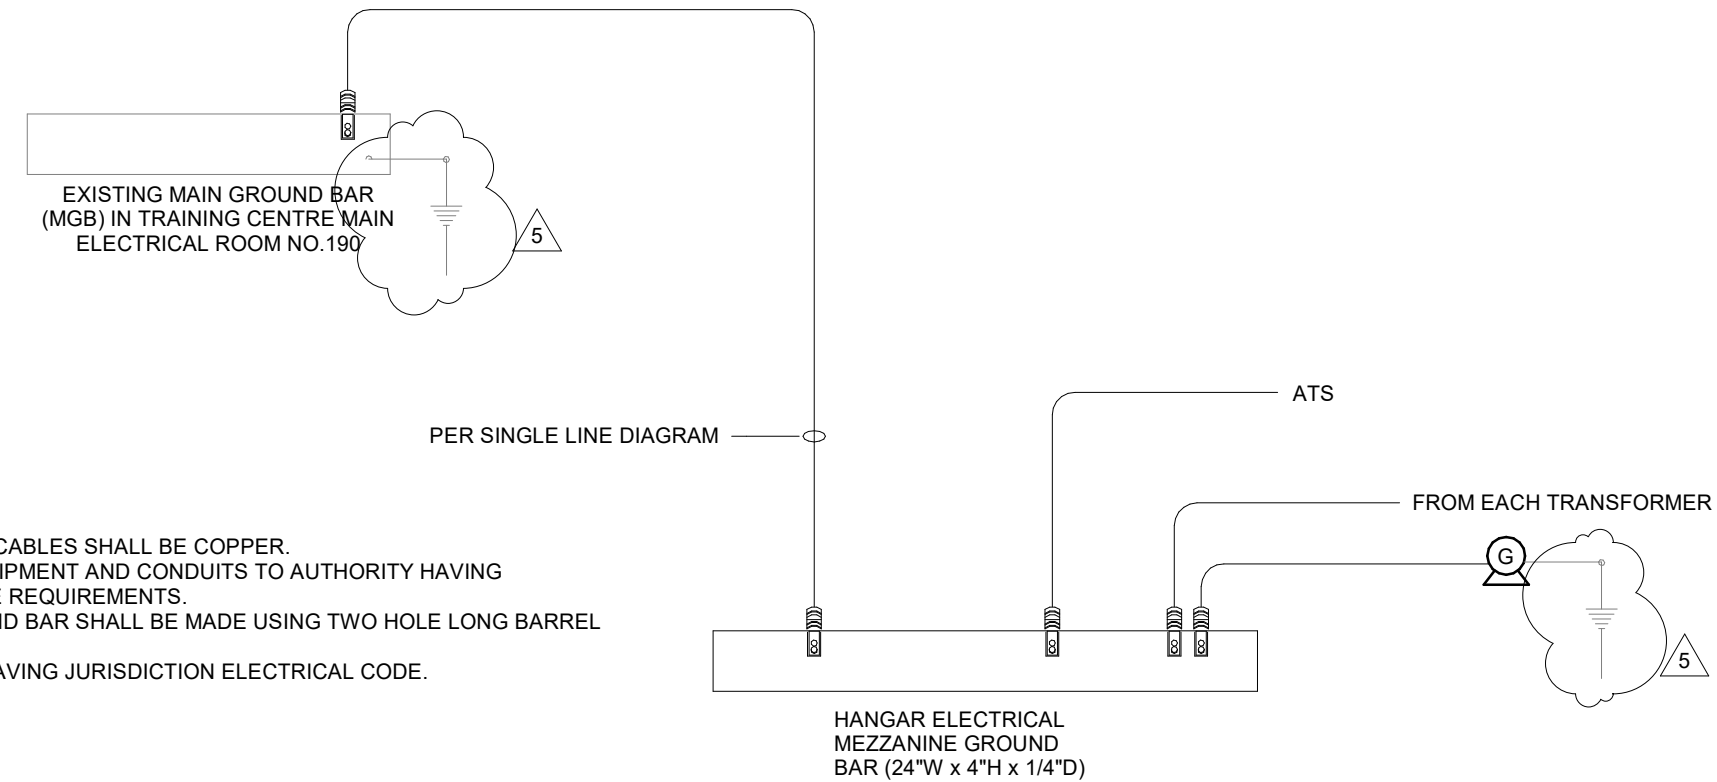 EXISTING MAIN GROUND BAR
(MGB) IN TRAINING CENTRE MAIN
ELECTRICAL ROOM NO.190
5
ATS
PER SINGLE LINE DIAGRAM
FROM EACH TRANSFORMER
G
5
CABLES SHALL BE COPPER.
IPMENT AND CONDUITS TO AUTHORITY HAVING
E REQUIREMENTS.
ND BAR SHALL BE MADE USING TWO HOLE LONG BARREL
AVING JURISDICTION ELECTRICAL CODE.
HANGAR ELECTRICAL
MEZZANINE GROUND
BAR (24"W x 4"H x 1/4"D)